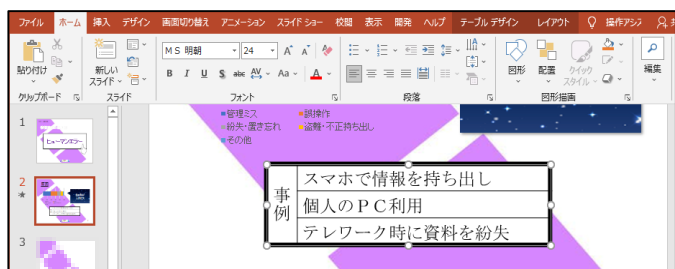 ファイル ホーム 挿入 デザイン 画面切り替え アニメーション スライド ショー 校閲 表示 開発 ヘルプ テーブル デザイン レイアウト 操作アシ
貼り付け 新しい スライド ＭＳ 明朝 24 A A
B I U S abc AV Aa A 図形 配置 クイック スタイル 編集
クリップボード スライド フォント 段落 図形描画
1
ヒューマンエラー
2
3
管理ミス 誤操作
紛失・置き忘れ 盗難・不正持ち出し
その他
事例
スマホで情報を持ち出し
個人のＰＣ利用
テレワーク時に資料を紛失